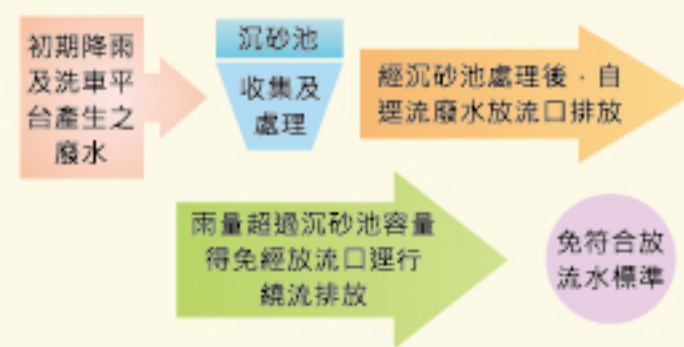 初期降雨
及洗車平
台產生之
廢水
沉砂池
收集及
處理
經沉砂池處理後，自
逕流廢水放流口排放
雨量超過沉砂池容量
得免經放流口逕行
繞流排放
免符合放
流水標準